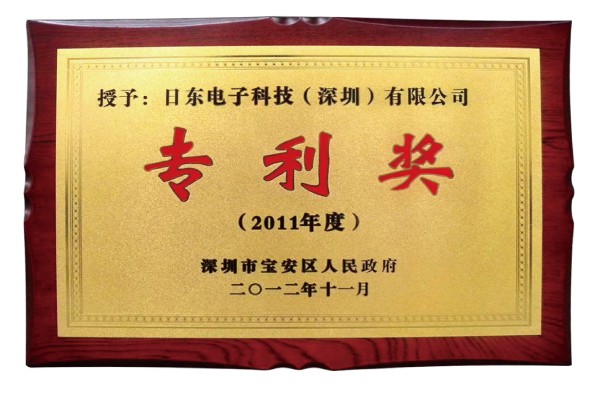 授予：日东电子科技（深圳）有限公司
专利奖
（2011年度）
深圳市宝安区人民政府
二〇一二年十一月